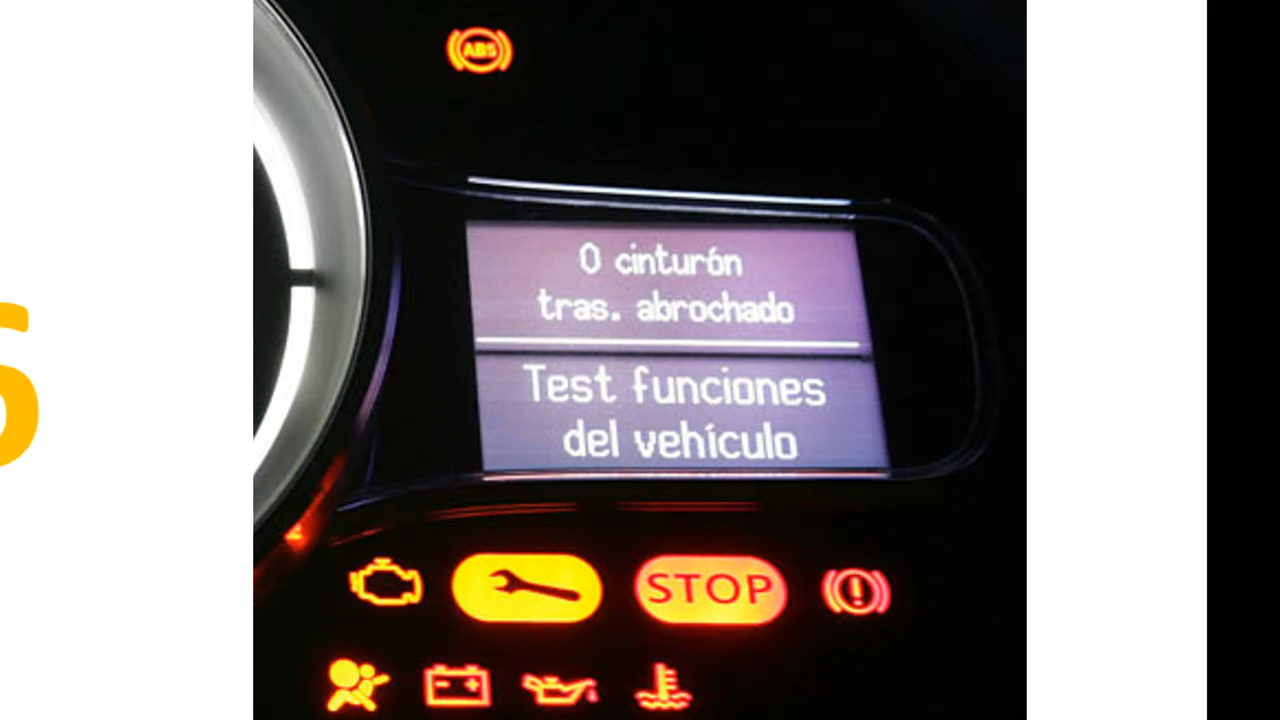 ABS
0 cinturón
tras. abrochado
Test funciones
del vehículo
STOP